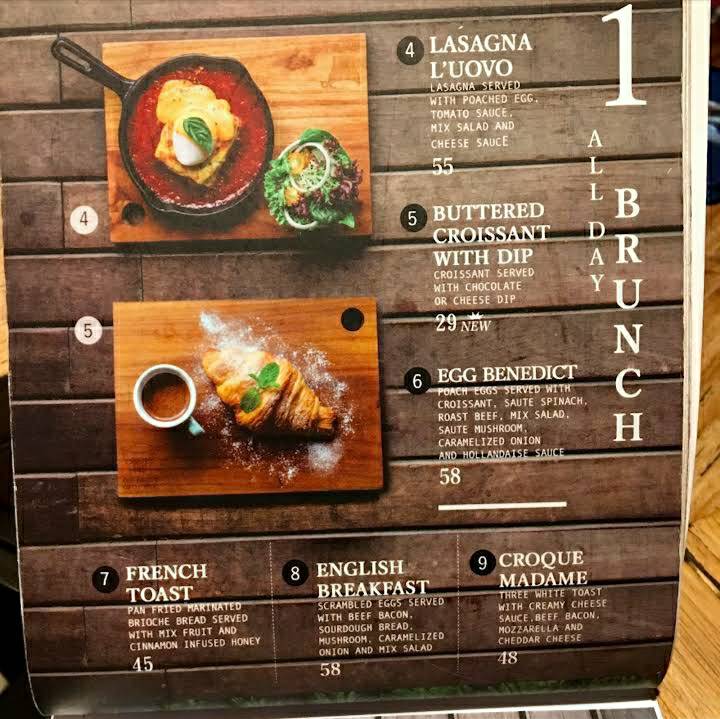 4
LASAGNA
L'UOVO
LASAGNA SERVED
WITH POACHED EGG,
TOMATO SAUCE,
MIX SALAD AND
CHEESE SAUCE
55
5
BUTTERED
CROISSANT
WITH DIP
CROISSANT SERVED
WITH CHOCOLATE
OR CHEESE DIP
29 NEW
6
EGG BENEDICT
POACH EGGS SERVED WITH
CROISSANT, SAUTE SPINACH,
ROAST BEEF, MIX SALAD,
SAUTE MUSHROOM,
CARAMELIZED ONION
AND HOLLANDAISE SAUCE
58
1
ALL DAY
BRUNCH
4
5
7
FRENCH
TOAST
PAN FRIED MARINATED
BRIOCHE BREAD SERVED
WITH MIX FRUIT AND
CINNAMON INFUSED HONEY
45
8
ENGLISH
BREAKFAST
SCRAMBLED EGGS SERVED
WITH BEEF BACON,
SOURDOUGH BREAD,
MUSHROOM, CARAMELIZED
ONION AND MIX SALAD
58
9
CROQUE
MADAME
THREE WHITE TOAST
WITH CREAMY CHEESE
SAUCE,BEEF BACON,
MOZZARELLA AND
CHEDDAR CHEESE
48